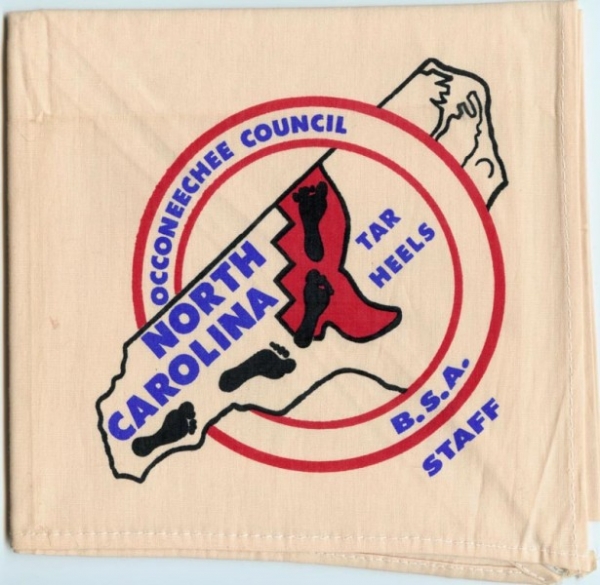 OCCONEECHEE COUNCIL
NORTH
CAROLINA
TAR
HEELS
B.S.A.
STAFF